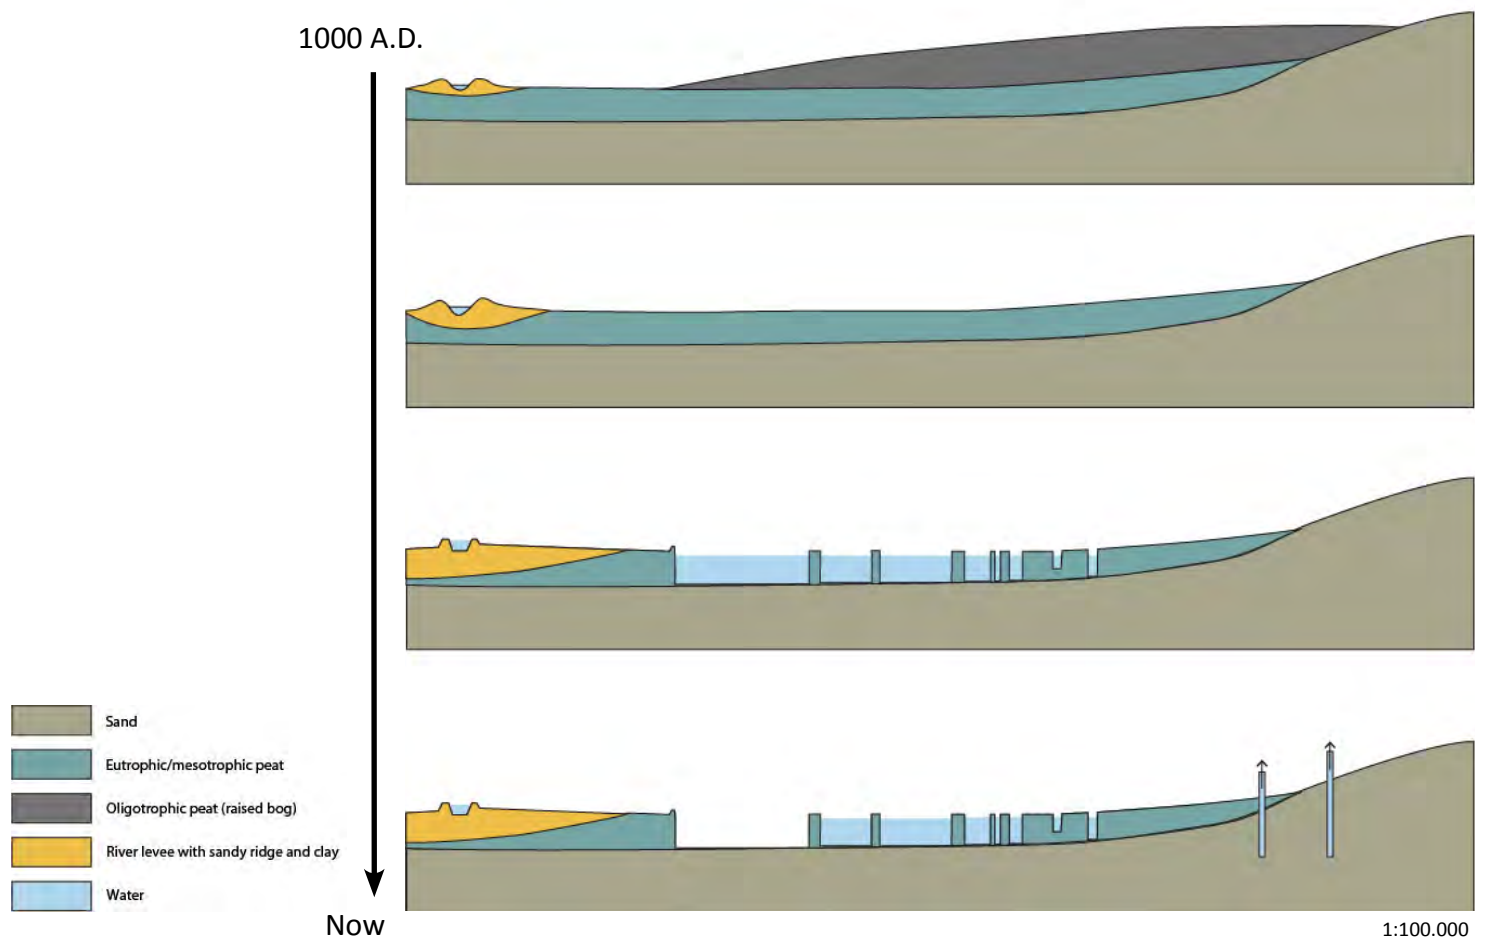 1000 A.D.
Sand
Eutrophic/mesotrophic peat
Oligotrophic peat (raised bog)
River levee with sandy ridge and clay
Water
Now
1:100.000